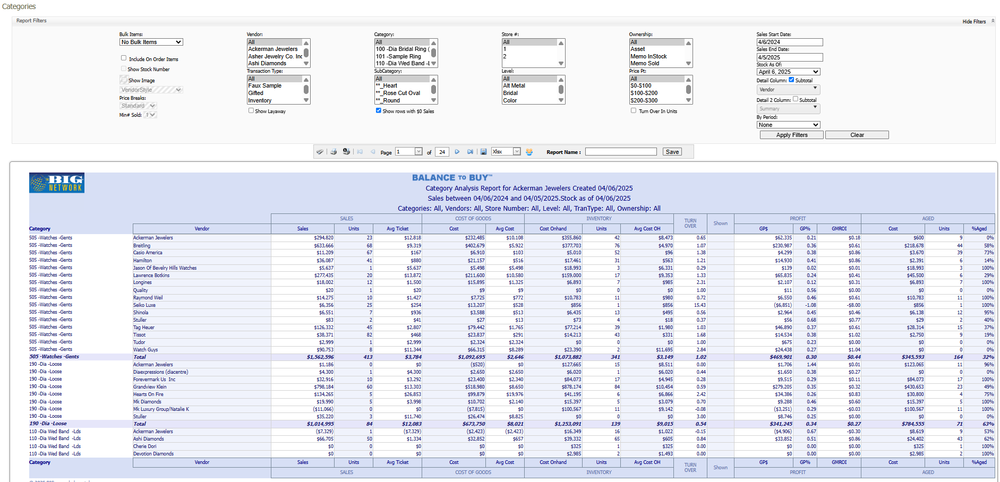 Categories
Report Filters
Hide Filters
Bulk Items:
No Bulk Items
Include On Order Items
Show Stock Number
Show Image
VendorStyle
Price Breaks:
Standard
Min# Sold: 1
Vendor:
All
Ackerman Jewelers
Asher Jewelry Co. Inc
Ashi Diamonds
Transaction Type:
All
Faux Sample
Gifted
Inventory
Show Layaway
Category:
All
100 -Dia Bridal Ring (
101 -Sample Ring
110 -Dia Wed Band -L
SubCategory:
All
**_Heart
**_Rose Cut Oval
**_Round
Show rows with $0 Sales
Store #:
All
1
2
Level:
All
Alt Metal
Bridal
Color
Ownership:
All
Asset
Memo InStock
Memo Sold
Price Pt:
All
$0-$100
$100-$200
$200-$300
Turn Over In Units
Sales Start Date:
4/6/2024
Sales End Date:
4/5/2025
Stock As Of:
April 6, 2025
Detail Column: Subtotal
Vendor
Detail 2 Column: Subtotal
Summary
By Period:
None
Apply Filters Clear
Page 1 of 24 Xlsx Report Name : Save
THE BIG NETWORK
BALANCE TO BUY™
Category Analysis Report for Ackerman Jewelers Created 04/06/2025
Sales between 04/06/2024 and 04/05/2025.Stock as of 04/06/2025
Categories: All, Vendors: All, Store Number: All, Level: All, TranType: All, Ownership: All
SALES COST OF GOODS INVENTORY TURN OVER Shown PROFIT AGED
Category Vendor Sales Units Avg Ticket Cost Avg Cost Cost Onhand Units Avg Cost OH GP$ GP% GMROI Cost Units %Aged
505 -Watches -Gents Ackerman Jewelers $294,820 23 $12,818 $232,485 $10,108 $355,860 42 $8,473 0.65 $62,335 0.21 $0.18 $600 9 0%
505 -Watches -Gents Breitling $633,666 68 $9,319 $402,679 $5,922 $377,703 76 $4,970 1.07 $230,987 0.36 $0.61 $218,678 44 58%
505 -Watches -Gents Casio America $11,209 67 $167 $6,910 $103 $5,010 52 $96 1.38 $4,299 0.38 $0.86 $3,670 39 73%
505 -Watches -Gents Hamilton $36,087 41 $880 $21,157 $516 $17,461 31 $563 1.21 $14,930 0.41 $0.86 $2,391 6 14%
505 -Watches -Gents Jason Of Bevelry Hills Watches $5,637 1 $5,637 $5,498 $5,498 $18,993 3 $6,331 0.29 $139 0.02 $0.01 $18,993 3 100%
505 -Watches -Gents Lawrence Botkins $277,435 20 $13,872 $211,600 $10,580 $159,000 17 $9,353 1.33 $65,835 0.24 $0.41 $45,500 6 29%
505 -Watches -Gents Longines $18,002 12 $1,500 $15,895 $1,325 $6,893 7 $985 2.31 $2,107 0.12 $0.31 $6,893 7 100%
505 -Watches -Gents Quality $20 1 $20 $9 $9 $0 0 $0 1.00 $11 0.56 $0.00 $0 0 0%
505 -Watches -Gents Raymond Weil $14,275 10 $1,427 $7,725 $772 $10,783 11 $980 0.72 $6,550 0.46 $0.61 $10,783 11 100%
505 -Watches -Gents Seiko Luxe $6,356 25 $254 $13,207 $528 $856 1 $856 15.43 ($6,851) -1.08 -$8.00 $856 1 100%
505 -Watches -Gents Shinola $6,551 7 $936 $3,588 $513 $6,435 13 $495 0.56 $2,964 0.45 $0.46 $6,138 12 95%
505 -Watches -Gents Stuller $83 2 $41 $27 $13 $73 4 $18 0.37 $56 0.68 $0.77 $29 2 40%
505 -Watches -Gents Tag Heuer $126,332 45 $2,807 $79,442 $1,765 $77,214 39 $1,980 1.03 $46,890 0.37 $0.61 $28,314 15 37%
505 -Watches -Gents Tissot $38,371 82 $468 $23,837 $291 $14,213 43 $331 1.68 $14,534 0.38 $1.02 $2,750 9 19%
505 -Watches -Gents Tudor $2,999 1 $2,999 $2,324 $2,324 $0 0 $0 1.00 $675 0.23 $0.00 $0 0 0%
505 -Watches -Gents Watch Guys $90,753 8 $11,344 $66,315 $8,289 $23,390 2 $11,695 2.84 $24,438 0.27 $1.04 $0 0 0%
505 -Watches -Gents Total $1,562,596 413 $3,784 $1,092,695 $2,646 $1,073,882 341 $3,149 1.02 $469,901 0.30 $0.44 $345,593 164 32%
190 -Dia -Loose Ackerman Jewelers $1,186 0 $0 ($520) $0 $127,665 15 $8,511 0.00 $1,706 1.44 $0.01 $123,065 11 96%
190 -Dia -Loose Diaexpressions (diacentre) $4,300 1 $4,300 $2,650 $2,650 $6,020 1 $6,020 0.44 $1,650 0.38 $0.27 $0 0 0%
190 -Dia -Loose Forevermark Us Inc $32,916 10 $3,292 $23,400 $2,340 $84,073 17 $4,945 0.28 $9,515 0.29 $0.11 $84,073 17 100%
190 -Dia -Loose Grandview Klein $798,184 60 $13,303 $518,980 $8,650 $878,174 84 $10,454 0.59 $279,205 0.35 $0.32 $430,653 23 49%
190 -Dia -Loose Hearts On Fire $134,265 5 $26,853 $99,879 $19,976 $41,195 6 $6,866 2.42 $34,386 0.26 $0.83 $30,800 4 75%
190 -Dia -Loose Mk Diamonds $19,990 5 $3,998 $10,702 $2,140 $15,397 5 $3,079 0.70 $9,288 0.46 $0.60 $15,397 5 100%
190 -Dia -Loose Mk Luxury Group/Natalie K ($11,066) 0 $0 ($7,815) $0 $100,567 11 $9,142 -0.08 ($3,251) 0.29 -$0.03 $100,567 11 100%
190 -Dia -Loose Stuller $35,220 3 $11,740 $26,474 $8,825 $0 0 $0 3.00 $8,746 0.25 $0.00 $0 0 0%
190 -Dia -Loose Total $1,014,995 84 $12,083 $673,750 $8,021 $1,253,091 139 $9,015 0.54 $341,245 0.34 $0.27 $784,555 71 63%
110 -Dia Wed Band -Lds Ackerman Jewelers ($7,329) 1 ($7,329) ($2,423) ($2,423) $16,349 16 $1,022 -0.15 ($4,906) 0.67 -$0.30 $8,619 9 53%
110 -Dia Wed Band -Lds Ashi Diamonds $66,705 50 $1,334 $32,852 $657 $39,332 65 $605 0.84 $33,852 0.51 $0.86 $24,402 43 62%
110 -Dia Wed Band -Lds Cherie Dori $0 0 $0 $0 $0 $325 1 $325 0.00 $0 0.00 $0.00 $325 1 100%
110 -Dia Wed Band -Lds Devotion Diamonds $0 0 $0 $0 $0 $2,985 2 $1,493 0.00 $0 0.00 $0.00 $2,985 2 100%
Category Vendor Sales Units Avg Ticket Cost Avg Cost Cost Onhand Units Avg Cost OH TURN OVER Shown GP$ GP% GMROI Cost Units %Aged
SALES COST OF GOODS INVENTORY PROFIT AGED